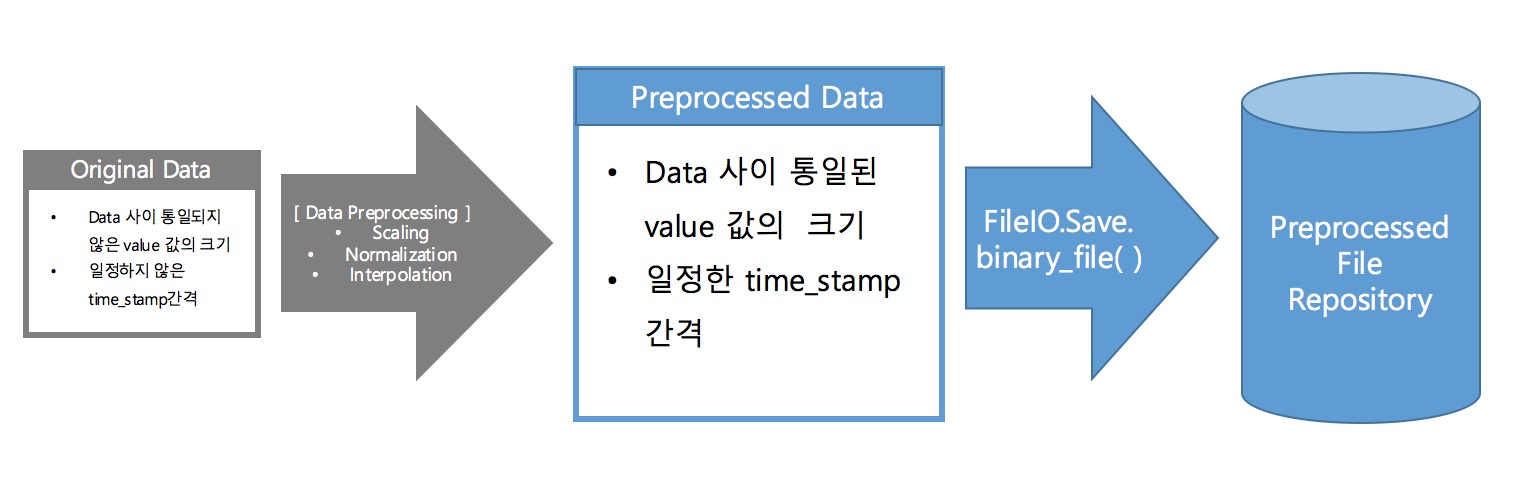 Original Data
• Data 사이 통일되지
않은 value 값의 크기
• 일정하지 않은
time_stamp간격
[ Data Preprocessing ]
• Scaling
• Normalization
• Interpolation
Preprocessed Data
• Data 사이 통일된
value 값의 크기
• 일정한 time_stamp
간격
FileIO.Save.
binary_file( )
Preprocessed
File
Repository